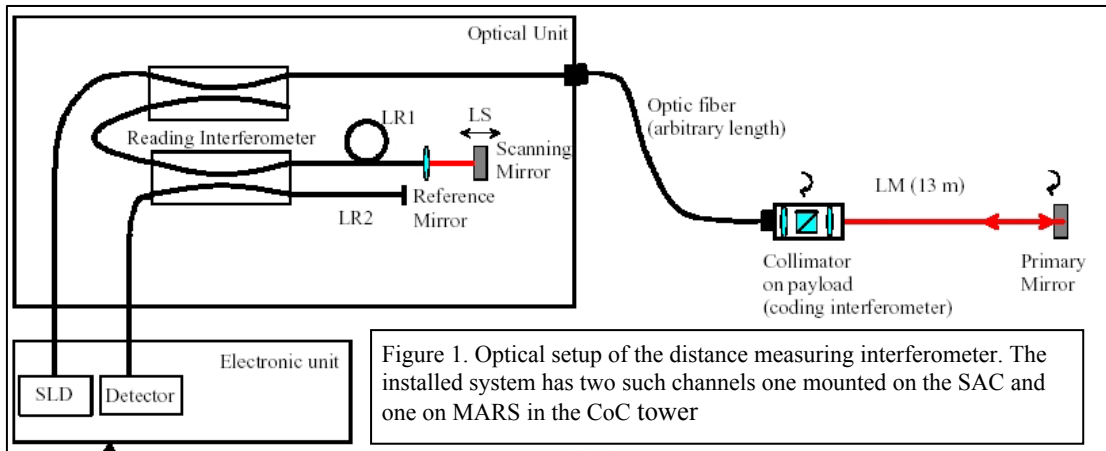 Optical Unit
LR1
LS
Scanning
Mirror
Reading Interferometer
Reference
Mirror
LR2
Optic fiber
(arbitrary length)
LM (13 m)
Collimator
on payload
(coding interferometer)
Primary
Mirror
Electronic unit
SLD
Detector
Figure 1. Optical setup of the distance measuring interferometer. The
installed system has two such channels one mounted on the SAC and
one on MARS in the CoC tower